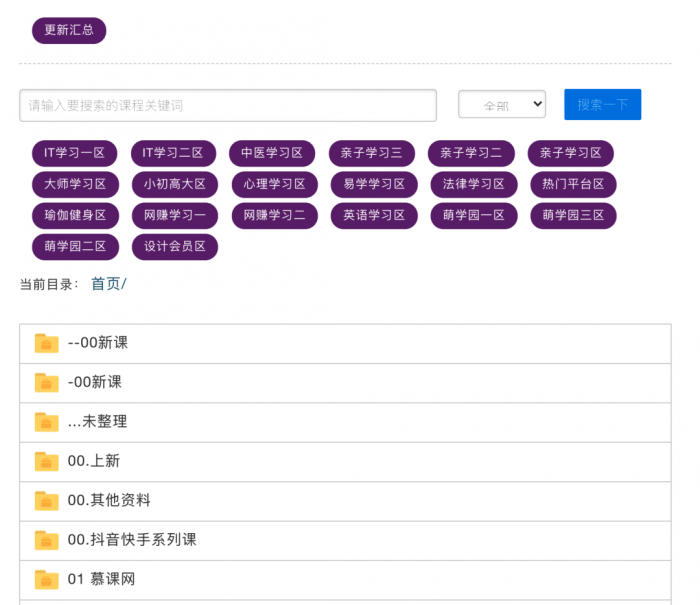 更新汇总
请输入要搜索的课程关键词 全部 搜索一下
IT学习一区 IT学习二区 中医学习区 亲子学习三 亲子学习二 亲子学习区
大师学习区 小初高大区 心理学习区 易学学习区 法律学习区 热门平台区
瑜伽健身区 网赚学习一 网赚学习二 英语学习区 萌学园一区 萌学园三区
萌学园二区 设计会员区
当前目录： 首页/
--00新课
-00新课
...未整理
00.上新
00.其他资料
00.抖音快手系列课
01 慕课网